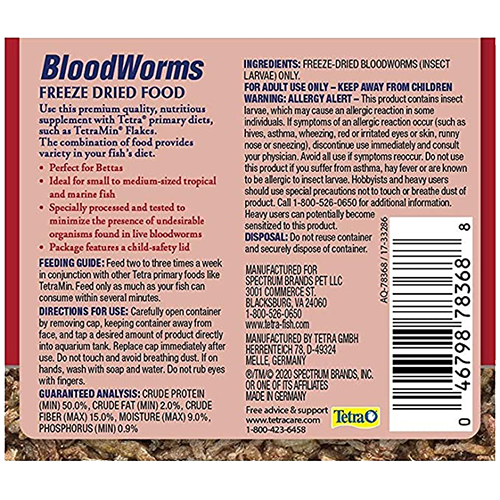 BloodWorms
FREEZE DRIED FOOD
Use this premium quality, nutritious
supplement with Tetra® primary diets,
such as TetraMin® Flakes.
The combination of food provides
variety in your fish's diet.
• Perfect for Bettas
• Ideal for small to medium-sized tropical
and marine fish
• Specially processed and tested to
minimize the presence of undesirable
organisms found in live bloodworms
• Package features a child-safety lid
FEEDING GUIDE: Feed two to three times a week
in conjunction with other Tetra primary foods like
TetraMin. Feed only as much as your fish can
consume within several minutes.
DIRECTIONS FOR USE: Carefully open container
by removing cap, keeping container away from
face, and tap a desired amount of product directly
into aquarium tank. Replace cap immediately after
use. Do not touch and avoid breathing dust. If on
hands, wash with soap and water. Do not rub eyes
with fingers.
GUARANTEED ANALYSIS: CRUDE PROTEIN
(MIN) 50.0%, CRUDE FAT (MIN) 2.0%, CRUDE
FIBER (MAX) 15.0%, MOISTURE (MAX) 9.0%,
PHOSPHORUS (MIN) 0.9%
INGREDIENTS: FREEZE-DRIED BLOODWORMS (INSECT
LARVAE) ONLY.
FOR ADULT USE ONLY – KEEP AWAY FROM CHILDREN
WARNING: ALLERGY ALERT – This product contains insect
larvae, which may cause an allergic reaction in some
individuals. If symptoms of an allergic reaction occur (such as
hives, asthma, wheezing, red or irritated eyes or skin, runny
nose or sneezing), discontinue use immediately and consult
your physician. Avoid all use if symptoms reoccur. Do not use
this product if you suffer from asthma, hay fever or are known
to be allergic to insect larvae. Hobbyists and heavy users
should use special precautions not to touch or breathe dust of
product. Call 1-800-526-0650 for additional information.
Heavy users can potentially become
sensitized to this product.
DISPOSAL: Do not reuse container
and securely dispose of container.
MANUFACTURED FOR
SPECTRUM BRANDS PET LLC
3001 COMMERCE ST.
BLACKSBURG, VA 24060
1-800-526-0650
www.tetra-fish.com
MANUFACTURED BY TETRA GMBH
HERRENTEICH 78, D-49324
MELLE, GERMANY
®/TM/© 2020 SPECTRUM BRANDS, INC.
OR ONE OF ITS AFFILIATES
MADE IN GERMANY
Free advice & support
www.tetracare.com
1-800-423-6458
Tetra
AQ-78368 / 17-33286
0 46798 78368 8